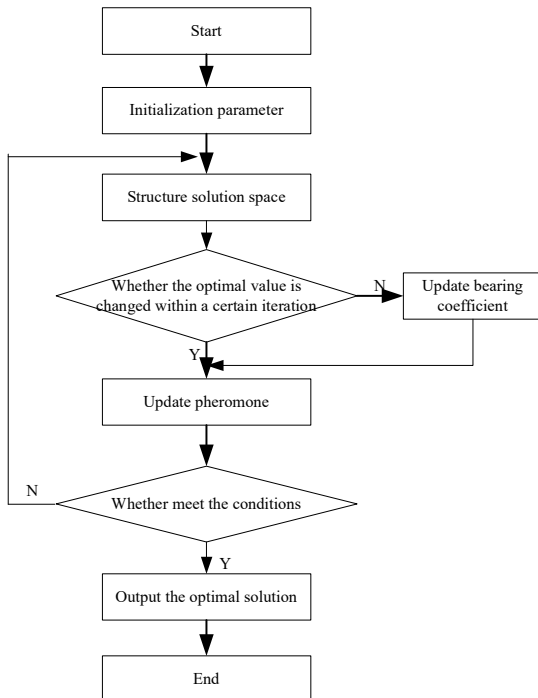 Start
Initialization parameter
Structure solution space
Whether the optimal value is
changed within a certain iteration
N
Update bearing
coefficient
Y
Update pheromone
N
Whether meet the conditions
Y
Output the optimal solution
End